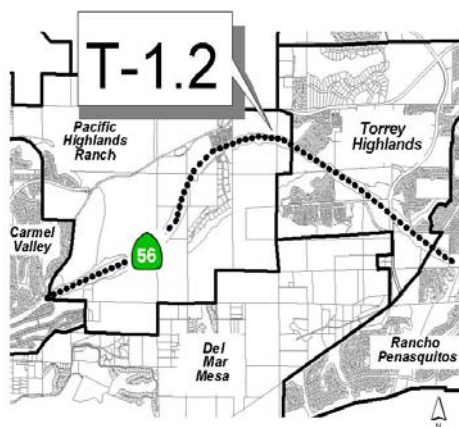 T-1.2
Pacific
Highlands
Ranch
Torrey
Highlands
Carmel
Valley
56
Del
Mar
Mesa
Rancho
Penasquitos
N